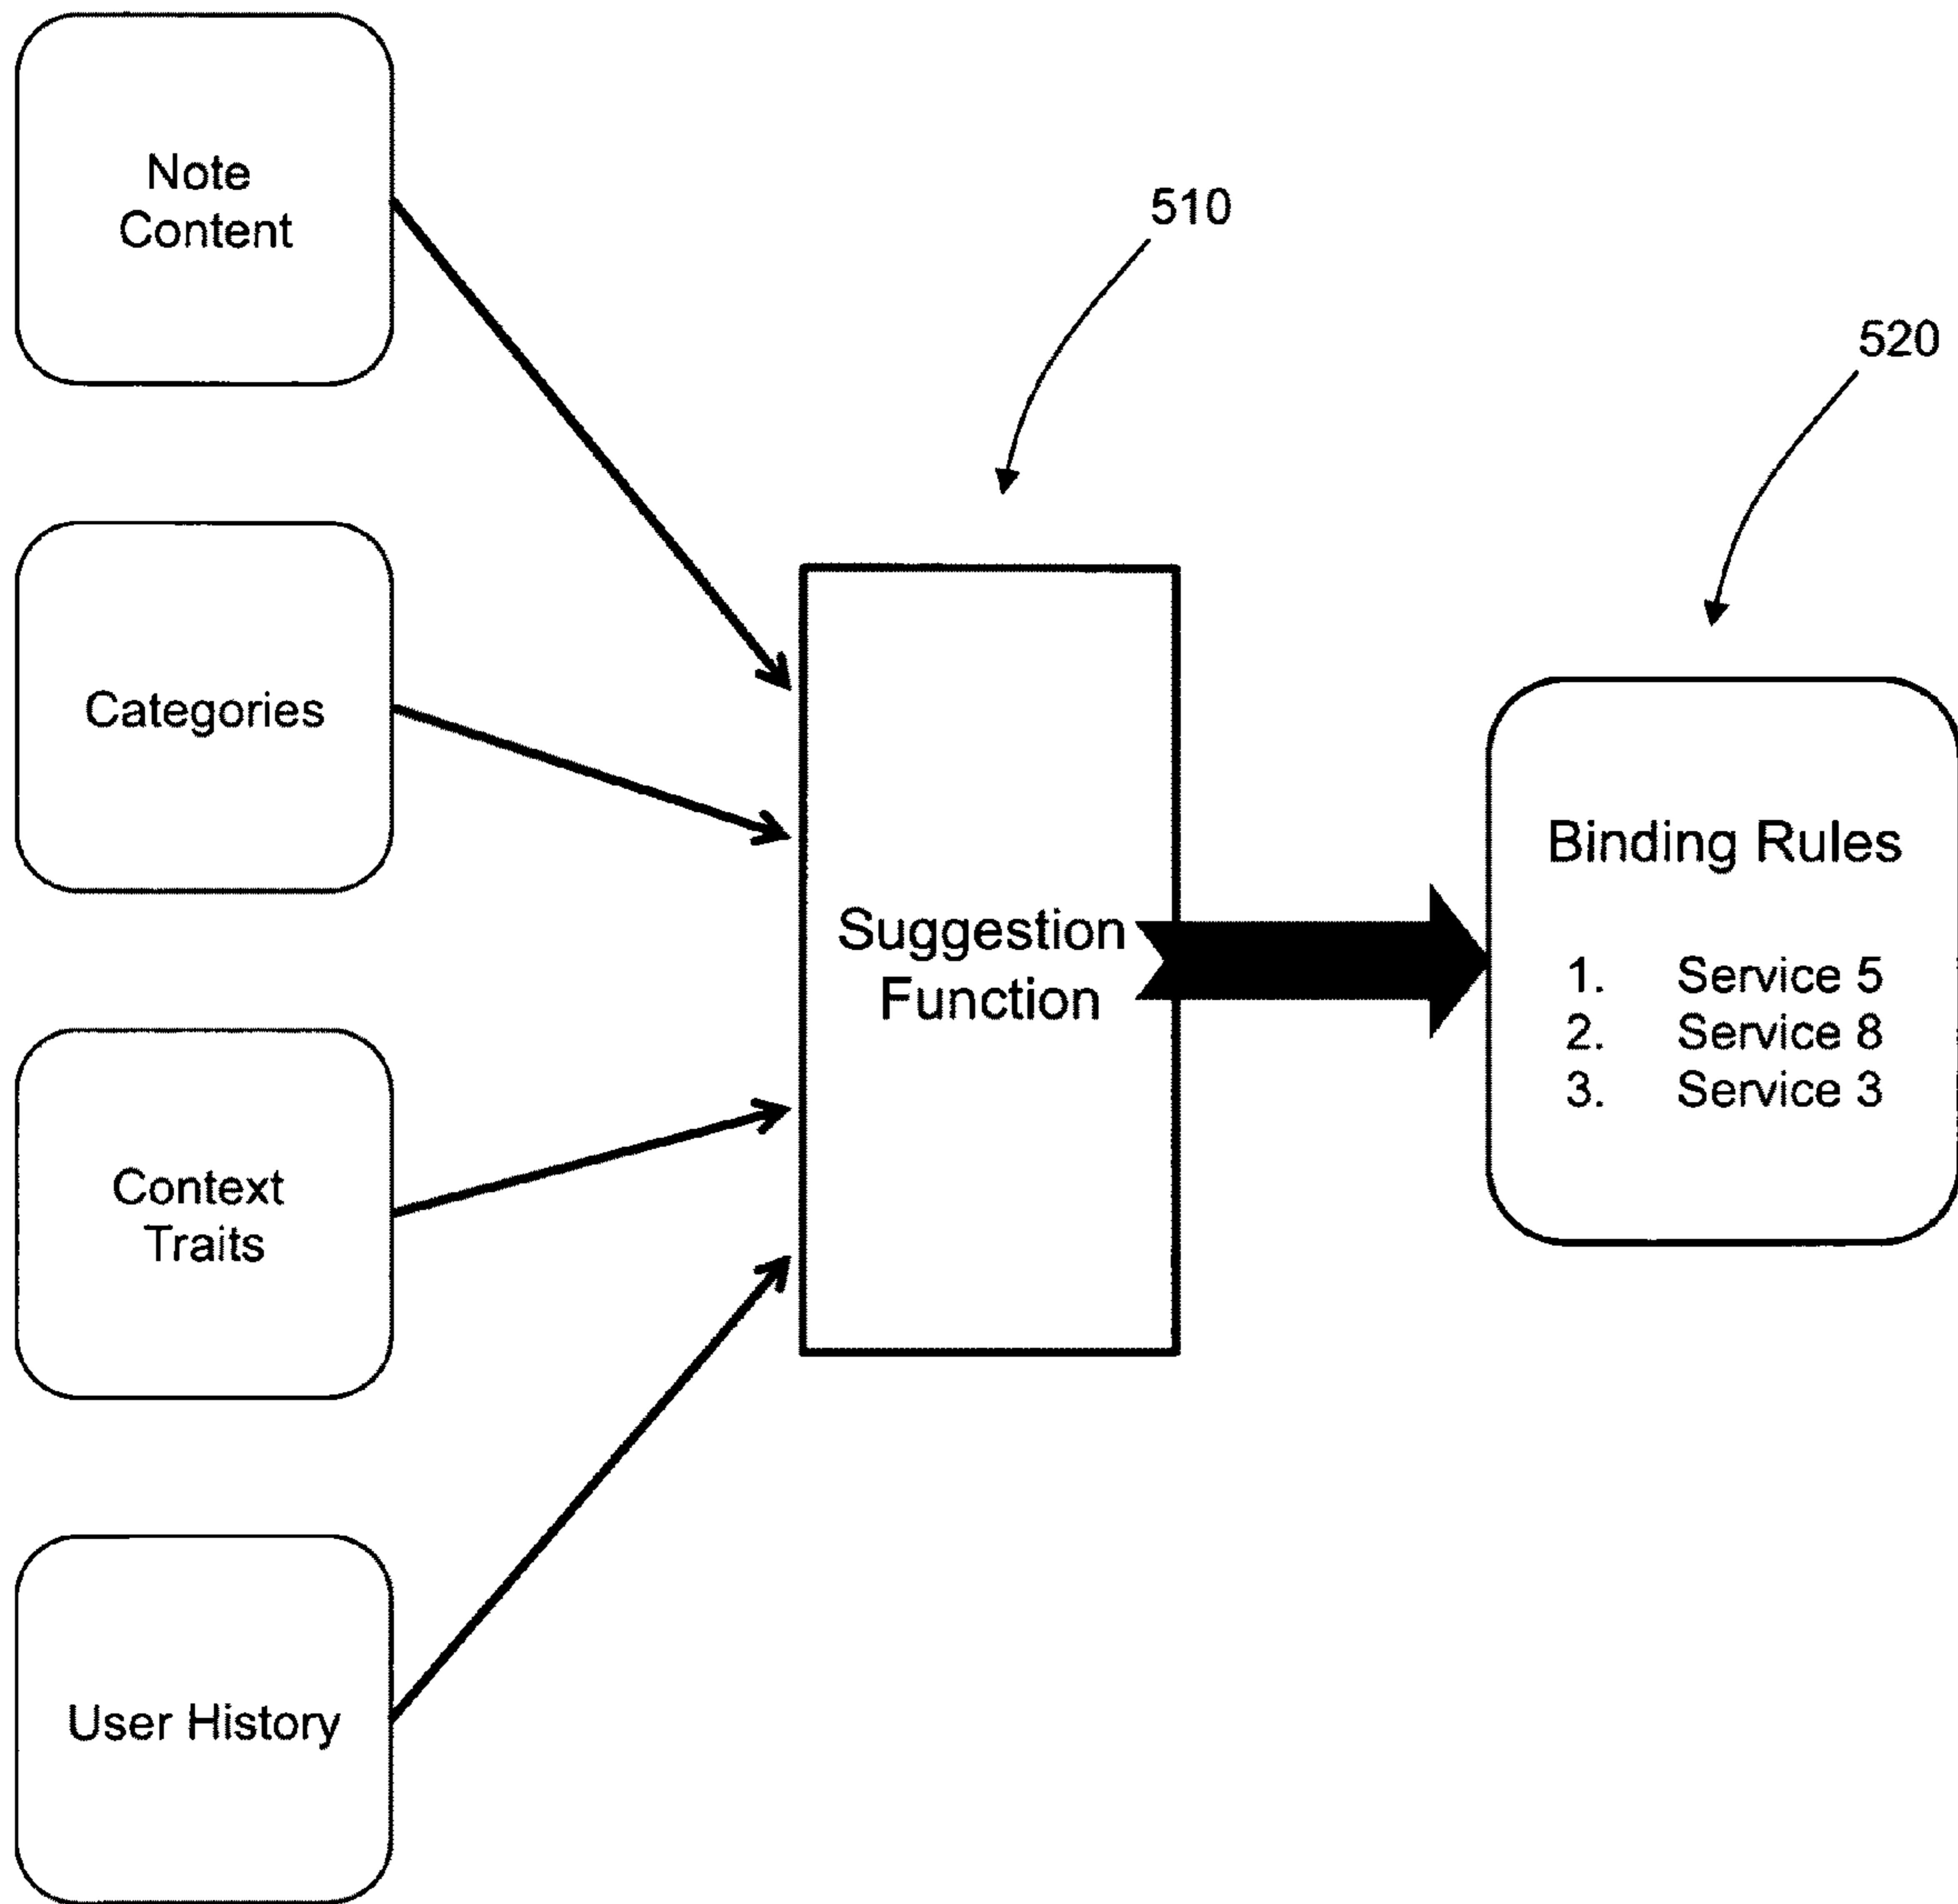 Note
Content
510
520
Categories
Suggestion
Function
Binding Rules
1. Service 5
2. Service 8
3. Service 3
Context
Traits
User History